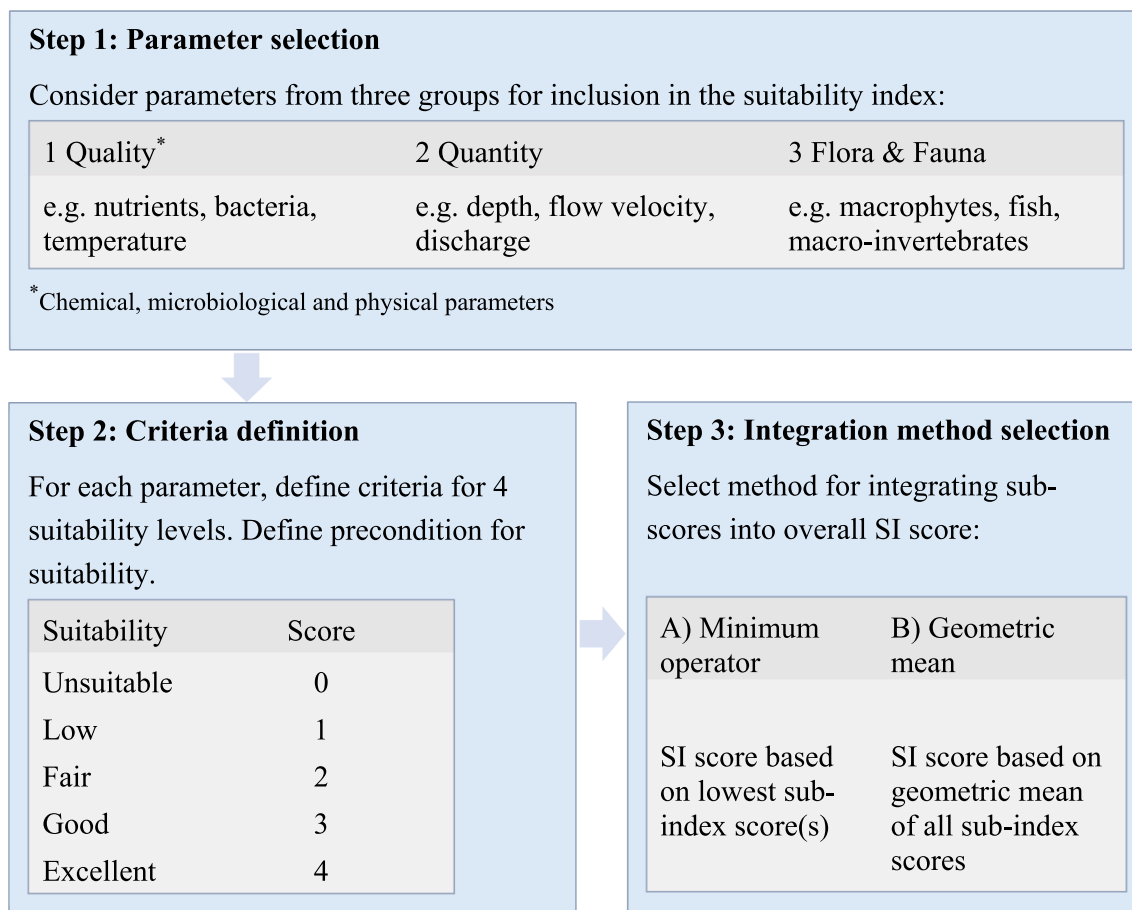 Step 1: Parameter selection
Consider parameters from three groups for inclusion in the suitability index:
1 Quality* 2 Quantity 3 Flora & Fauna
e.g. nutrients, bacteria, e.g. depth, flow velocity, e.g. macrophytes, fish,
temperature discharge macro-invertebrates
*Chemical, microbiological and physical parameters
Step 2: Criteria definition
For each parameter, define criteria for 4
suitability levels. Define precondition for
suitability.
Suitability Score
Unsuitable 0
Low 1
Fair 2
Good 3
Excellent 4
Step 3: Integration method selection
Select method for integrating sub-
scores into overall SI score:
A) Minimum B) Geometric
operator mean
SI score based SI score based on
on lowest sub- geometric mean
index score(s) of all sub-index
scores